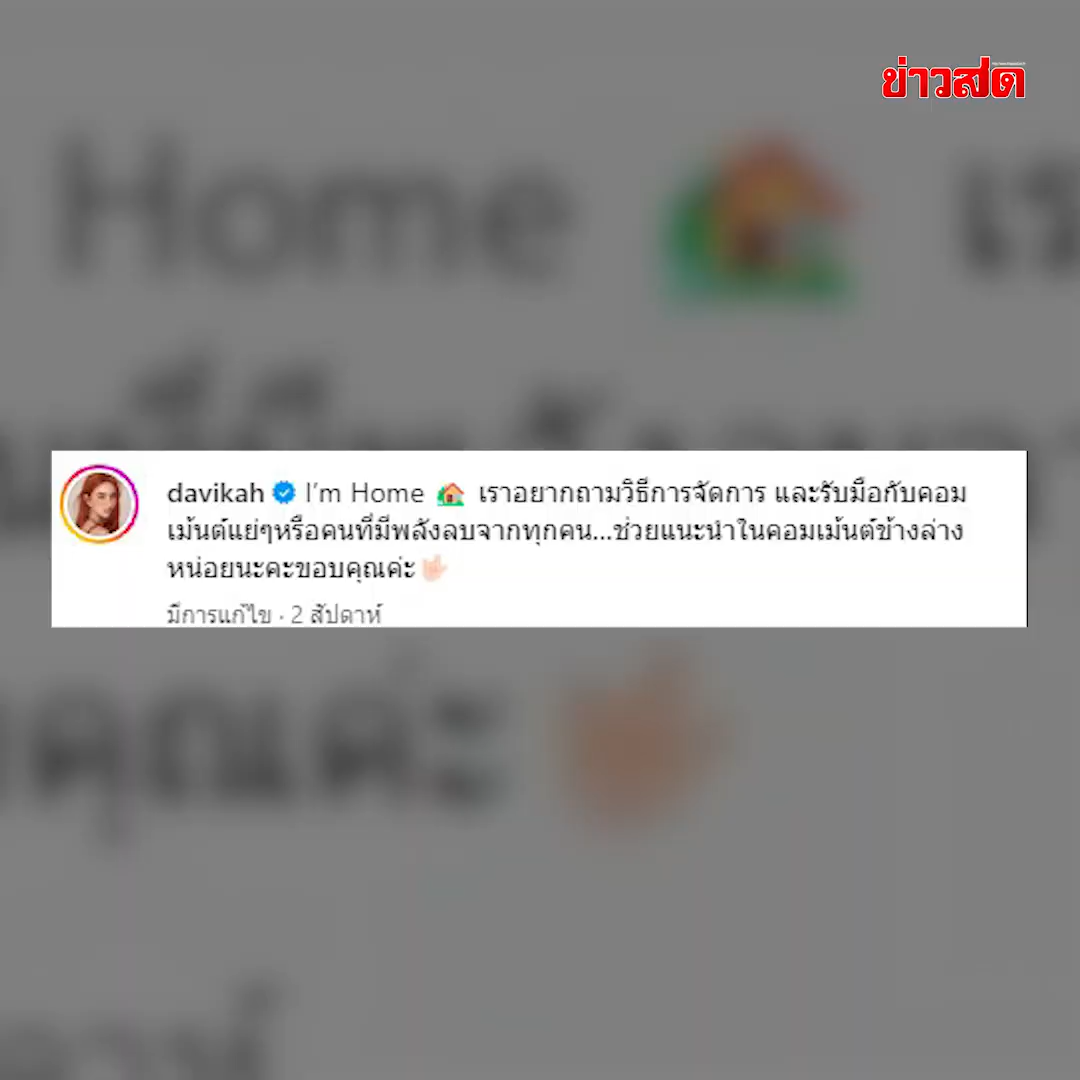 ข่าวสด
davikah I'm Home 🏡 เราอยากถามวิธีการจัดการ และรับมือกับคอม
เม้นต์แย่ๆหรือคนที่มีพลังลบจากทุกคน...ช่วยแนะนำในคอมเม้นต์ข้างล่าง
หน่อยนะคะขอบคุณค่ะ🤟🏻
มีการแก้ไข · 2 สัปดาห์